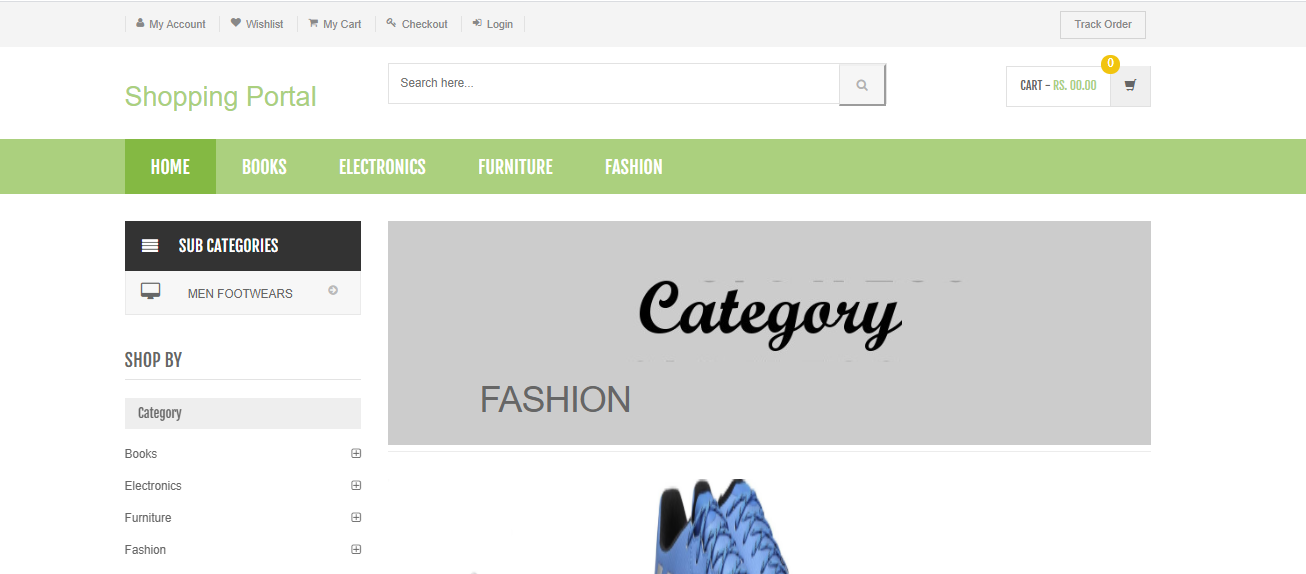 My Account
Wishlist
My Cart
Checkout
Login
Track Order
Shopping Portal
Search here...
CART - RS. 00.00
0
HOME
BOOKS
ELECTRONICS
FURNITURE
FASHION
SUB CATEGORIES
MEN FOOTWEARS
SHOP BY
Category
Books
Electronics
Furniture
Fashion
Category
FASHION